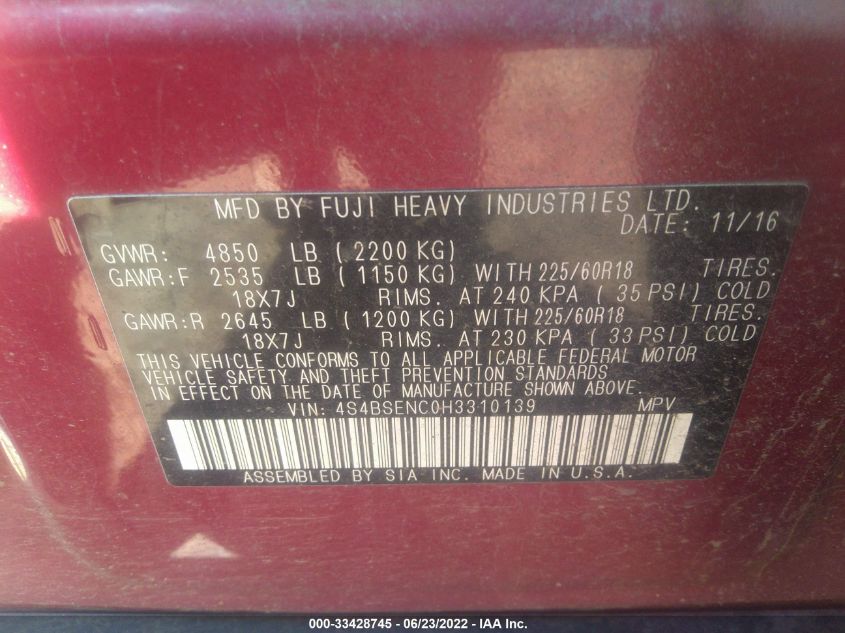 MFD BY FUJI HEAVY INDUSTRIES LTD.
DATE: 11/16
GVWR: 4850 LB ( 2200 KG)
GAWR:F 2535 LB ( 1150 KG) WITH 225/60R18 TIRES.
18X7J RIMS. AT 240 KPA ( 35 PSI) COLD
GAWR:R 2645 LB ( 1200 KG) WITH 225/60R18 TIRES.
18X7J RIMS. AT 230 KPA ( 33 PSI) COLD
THIS VEHICLE CONFORMS TO ALL APPLICABLE FEDERAL MOTOR
VEHICLE SAFETY AND THEFT PREVENTION STANDARDS
IN EFFECT ON THE DATE OF MANUFACTURE SHOWN ABOVE.
VIN: 4S4BSENC0H3310139 MPV
ASSEMBLED BY SIA INC. MADE IN U.S.A.
000-33428745 - 06/23/2022 - IAA Inc.